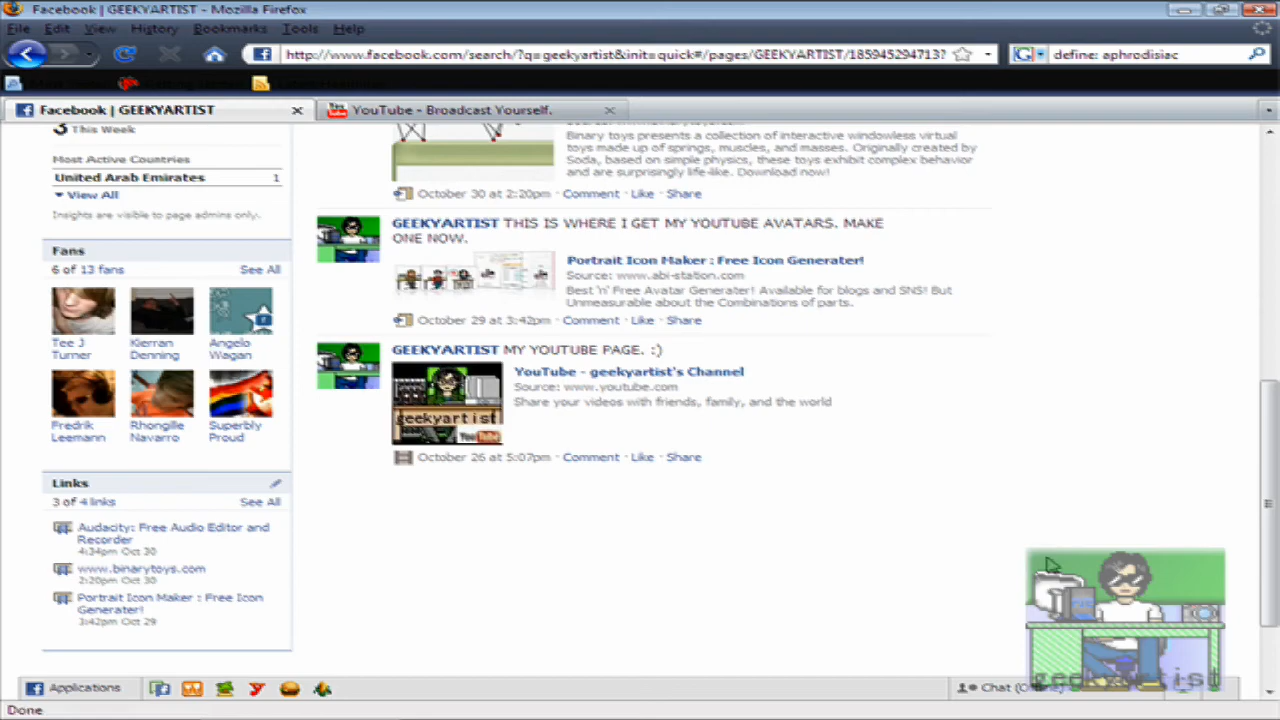 Facebook | GEEKYARTIST - Mozilla Firefox
File Edit View History Bookmarks Tools Help
http://www.facebook.com/search/?q=geekyartist&init=quick#/pages/GEEKYARTIST/185945294713?
define: aphrodisiac
Facebook | GEEKYARTIST
YouTube - Broadcast Yourself.
3 This Week
Most Active Countries
United Arab Emirates 1
View All
Insights are visible to page admins only.
Fans
6 of 13 fans See All
Tee J Turner
Kierran Denning
Angelo Wagan
Fredrik Leemann
Rhongille Navarro
Superbly Proud
Links
3 of 4 links See All
Audacity: Free Audio Editor and
Recorder
4:34pm Oct 30
www.binarytoys.com
2:20pm Oct 30
Portrait Icon Maker : Free Icon
Generater!
3:42pm Oct 29
Binary toys presents a collection of interactive windowless virtual
toys made up of springs, muscles, and masses. Originally created by
Soda, based on simple physics, these toys exhibit complex behavior
and are surprisingly life-like. Download now!
October 30 at 2:20pm · Comment · Like · Share
GEEKYARTIST THIS IS WHERE I GET MY YOUTUBE AVATARS. MAKE
ONE NOW.
Portrait Icon Maker : Free Icon Generater!
Source: www.abi-station.com
Best 'n' Free Avatar Generater! Available for blogs and SNS! But
Unmeasurable about the Combinations of parts.
October 29 at 3:42pm · Comment · Like · Share
GEEKYARTIST MY YOUTUBE PAGE. :)
geekyartist
YouTube - geekyartist's Channel
Source: www.youtube.com
Share your videos with friends, family, and the world
October 26 at 5:07pm · Comment · Like · Share
geekyartist
Applications
Chat
Done